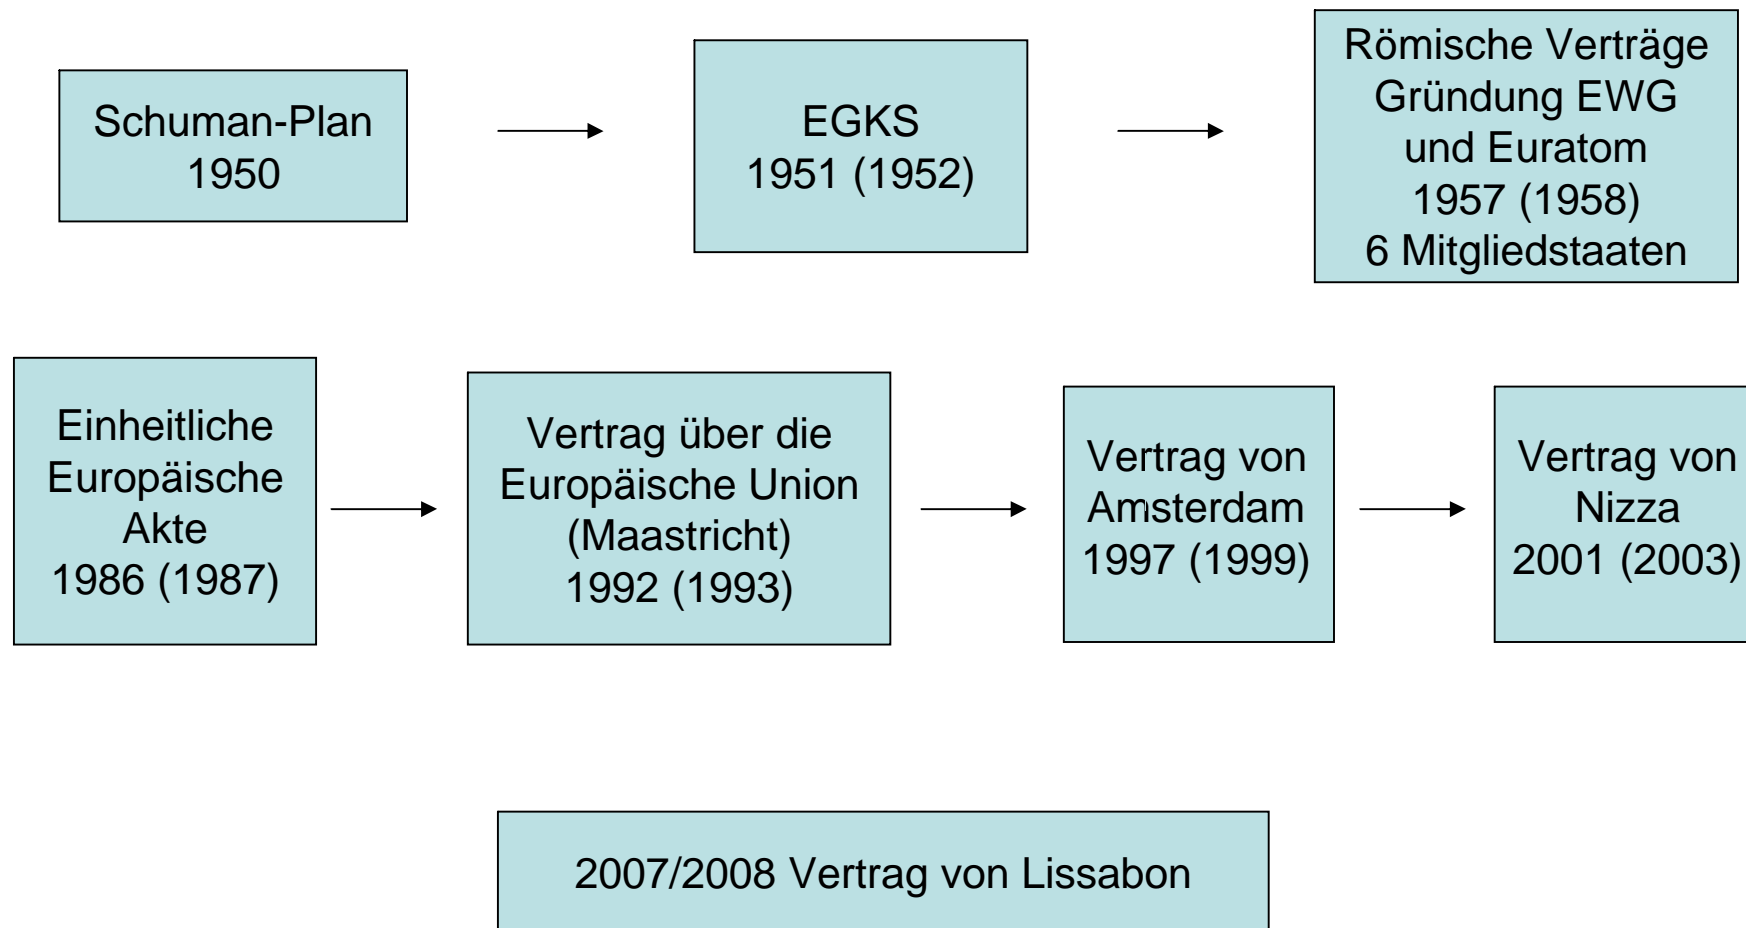 Schuman-Plan
1950
EGKS
1951 (1952)
Römische Verträge
Gründung EWG
und Euratom
1957 (1958)
6 Mitgliedstaaten
Einheitliche
Europäische
Akte
1986 (1987)
Vertrag über die
Europäische Union
(Maastricht)
1992 (1993)
Vertrag von
Amsterdam
1997 (1999)
Vertrag von
Nizza
2001 (2003)
2007/2008 Vertrag von Lissabon